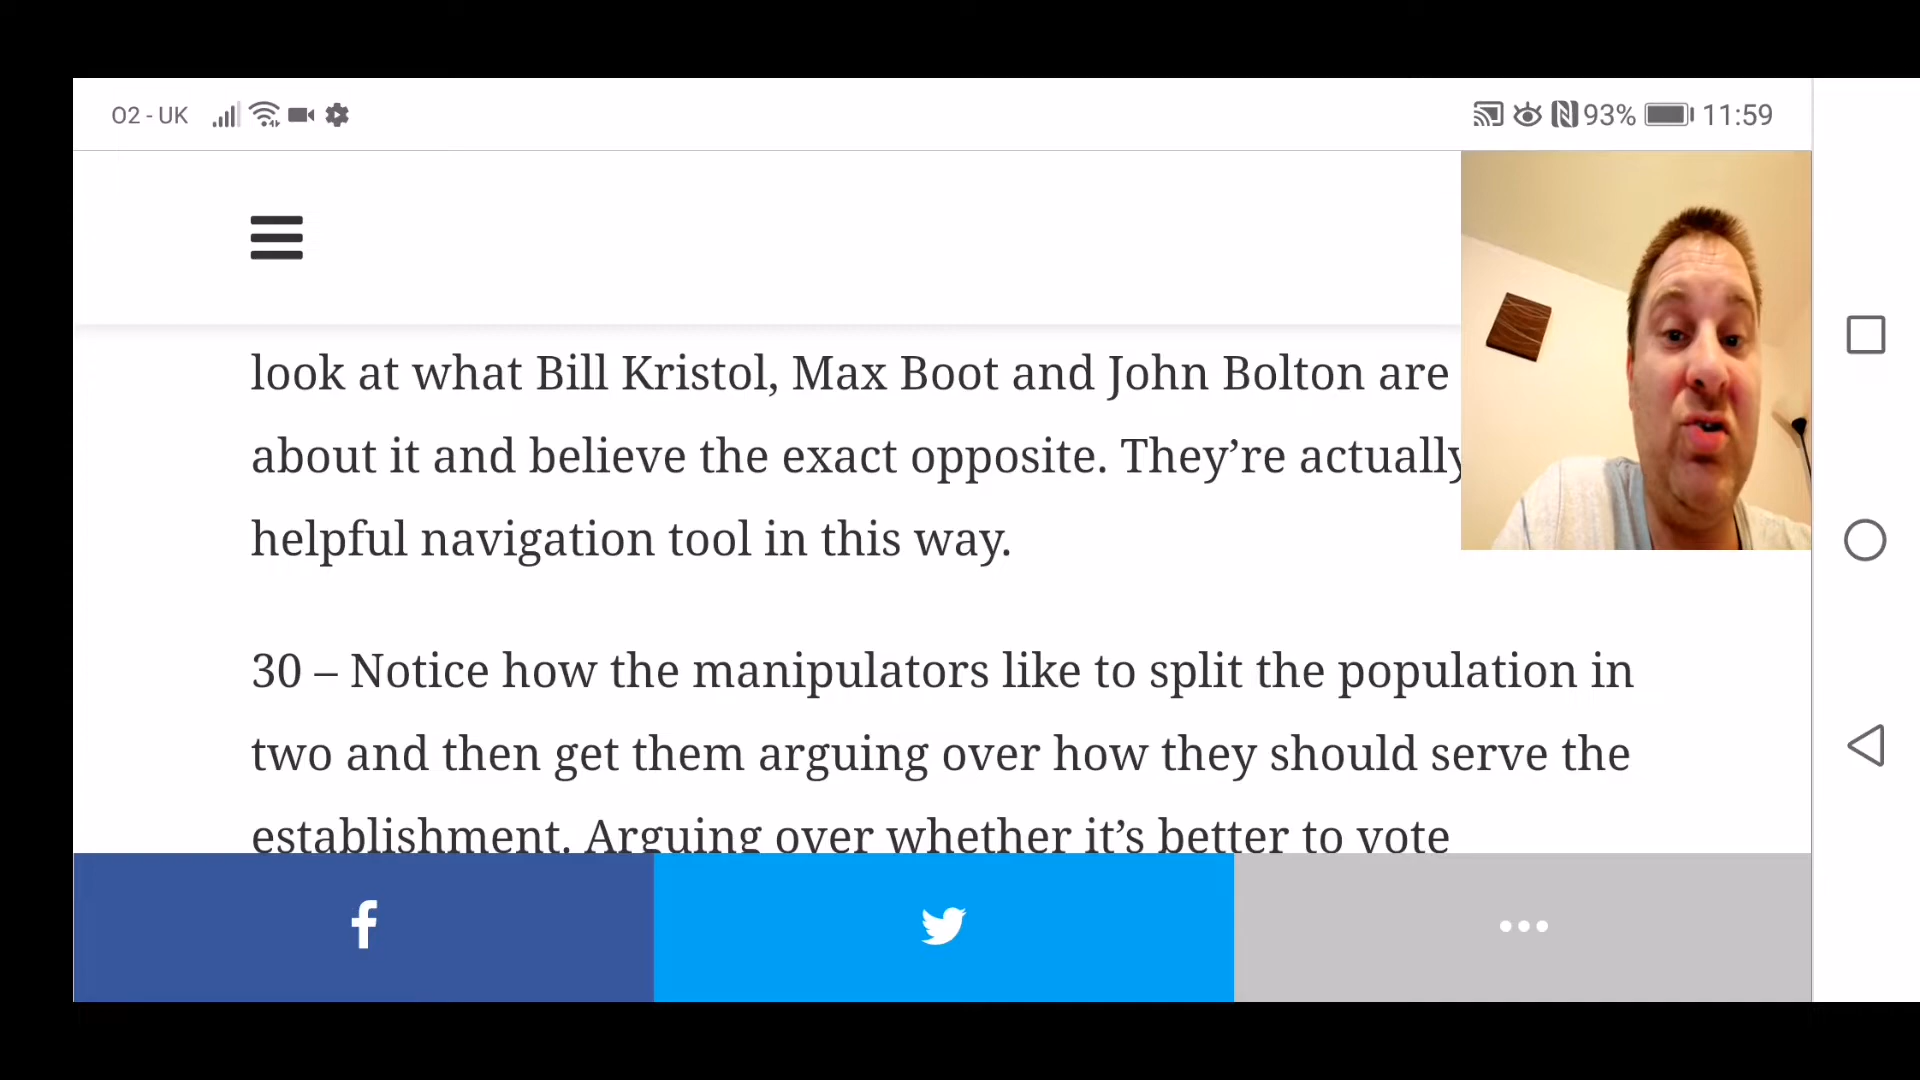 O2 - UK 93% 11:59
look at what Bill Kristol, Max Boot and John Bolton are
about it and believe the exact opposite. They’re actually
helpful navigation tool in this way.
30 – Notice how the manipulators like to split the population in
two and then get them arguing over how they should serve the
establishment. Arguing over whether it’s better to vote